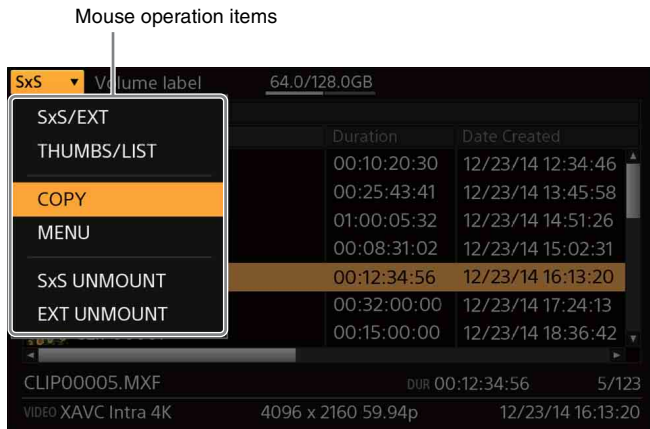 Mouse operation items
SxS ▼ Volume label 64.0/128.0GB
SxS/EXT
THUMBS/LIST
COPY
MENU
SxS UNMOUNT
EXT UNMOUNT
Duration Date Created
00:10:20:30 12/23/14 12:34:46
00:25:43:41 12/23/14 13:45:58
01:00:05:32 12/23/14 14:51:26
00:08:31:02 12/23/14 15:02:31
00:12:34:56 12/23/14 16:13:20
00:32:00:00 12/23/14 17:24:13
00:15:00:00 12/23/14 18:36:42
CLIP00005.MXF DUR 00:12:34:56 5/123
VIDEO XAVC Intra 4K 4096 x 2160 59.94p 12/23/14 16:13:20